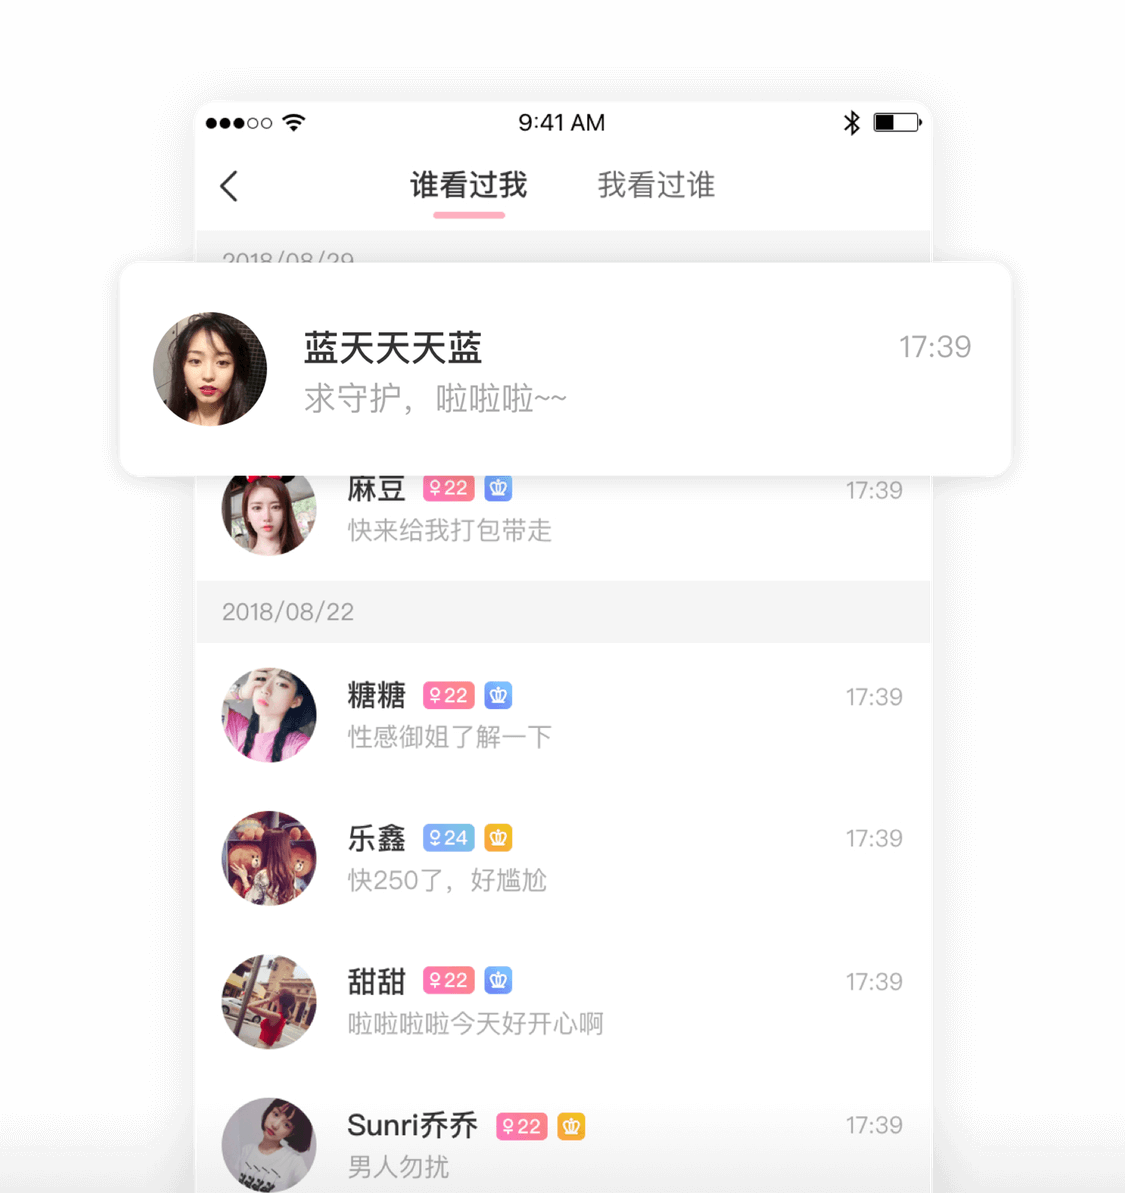 9:41 AM
谁看过我 我看过谁
2018/08/29
蓝天天天蓝 17:39
求守护，啦啦啦~~
麻豆 ♀22 17:39
快来给我打包带走
2018/08/22
糖糖 ♀22 17:39
性感御姐了解一下
乐鑫 ♀24 17:39
快250了，好尴尬
甜甜 ♀22 17:39
啦啦啦啦今天好开心啊
Sunri乔乔 ♀22 17:39
男人勿扰